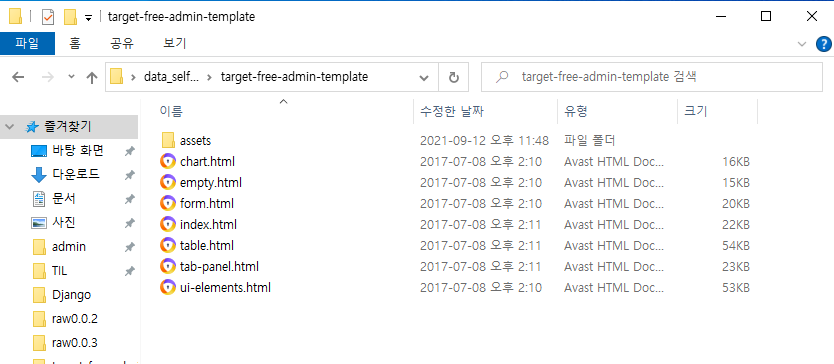 target-free-admin-template
파일 홈 공유 보기
data_self... target-free-admin-template target-free-admin-template 검색
이름 수정한 날짜 유형 크기
즐겨찾기
바탕 화면
다운로드
문서
사진
admin
TIL
Django
raw0.0.2
raw0.0.3
assets 2021-09-12 오후 11:48 파일 폴더
chart.html 2017-07-08 오후 2:10 Avast HTML Doc... 16KB
empty.html 2017-07-08 오후 2:10 Avast HTML Doc... 15KB
form.html 2017-07-08 오후 2:10 Avast HTML Doc... 20KB
index.html 2017-07-08 오후 2:11 Avast HTML Doc... 22KB
table.html 2017-07-08 오후 2:11 Avast HTML Doc... 54KB
tab-panel.html 2017-07-08 오후 2:11 Avast HTML Doc... 23KB
ui-elements.html 2017-07-08 오후 2:10 Avast HTML Doc... 53KB